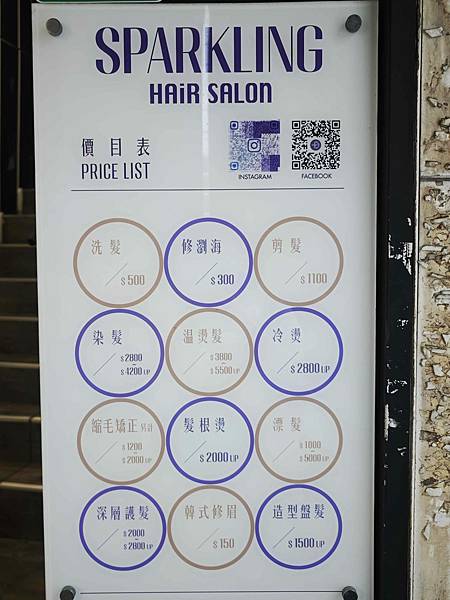 SPARKLING
HAiR SALON
價目表
PRICE LIST
INSTAGRAM
FACEBOOK
洗髮
$500
修瀏海
$300
剪髮
$1100
染髮
$2800
~
$4200 UP
溫燙髮
$3800
~
$5500 UP
冷燙
$2800 UP
縮毛矯正 另計
$1200
~
$2000 UP
髮根燙
$2000 UP
漂髮
$1000
~
$5000 UP
深層護髮
$2000
~
$2800 UP
韓式修眉
$150
造型盤髮
$1500 UP